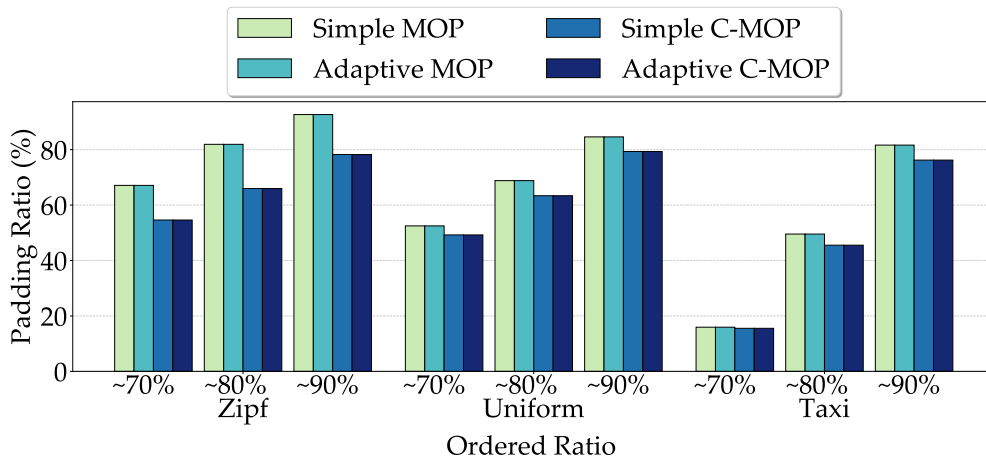 Simple MOP
Simple C-MOP
Adaptive MOP
Adaptive C-MOP
Padding Ratio (%)
80
60
40
20
0
~70% ~80% ~90% ~70% ~80% ~90% ~70% ~80% ~90%
Zipf Uniform Taxi
Ordered Ratio